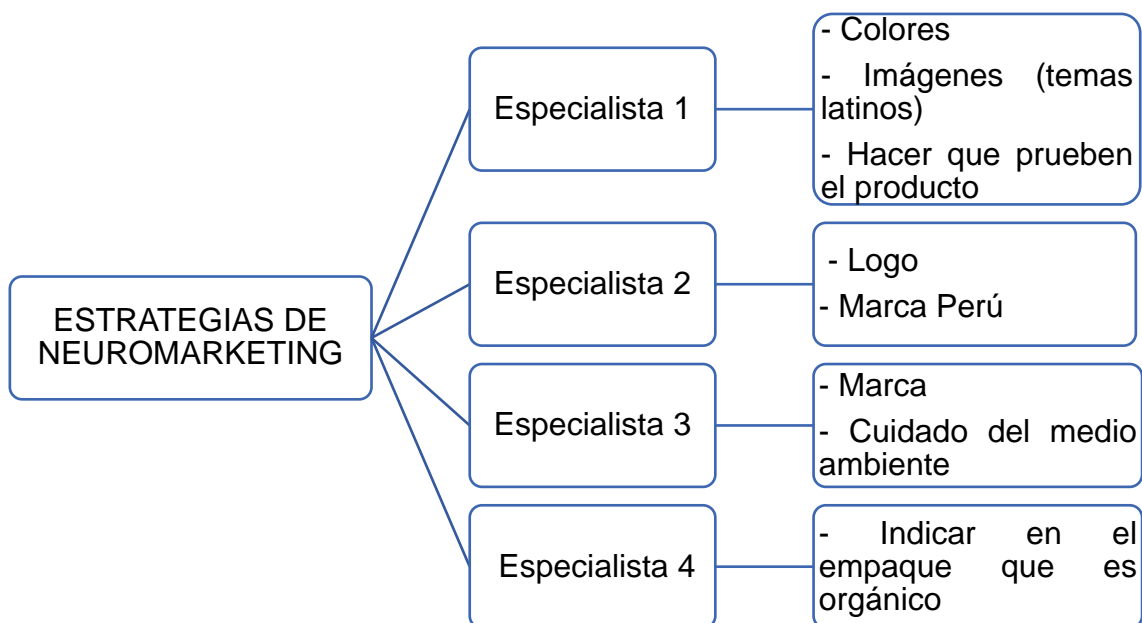 ESTRATEGIAS DE
NEUROMARKETING
Especialista 1
- Colores
- Imágenes (temas
latinos)
- Hacer que prueben
el producto
Especialista 2
- Logo
- Marca Perú
Especialista 3
- Marca
- Cuidado del medio
ambiente
Especialista 4
- Indicar en el
empaque que es
orgánico